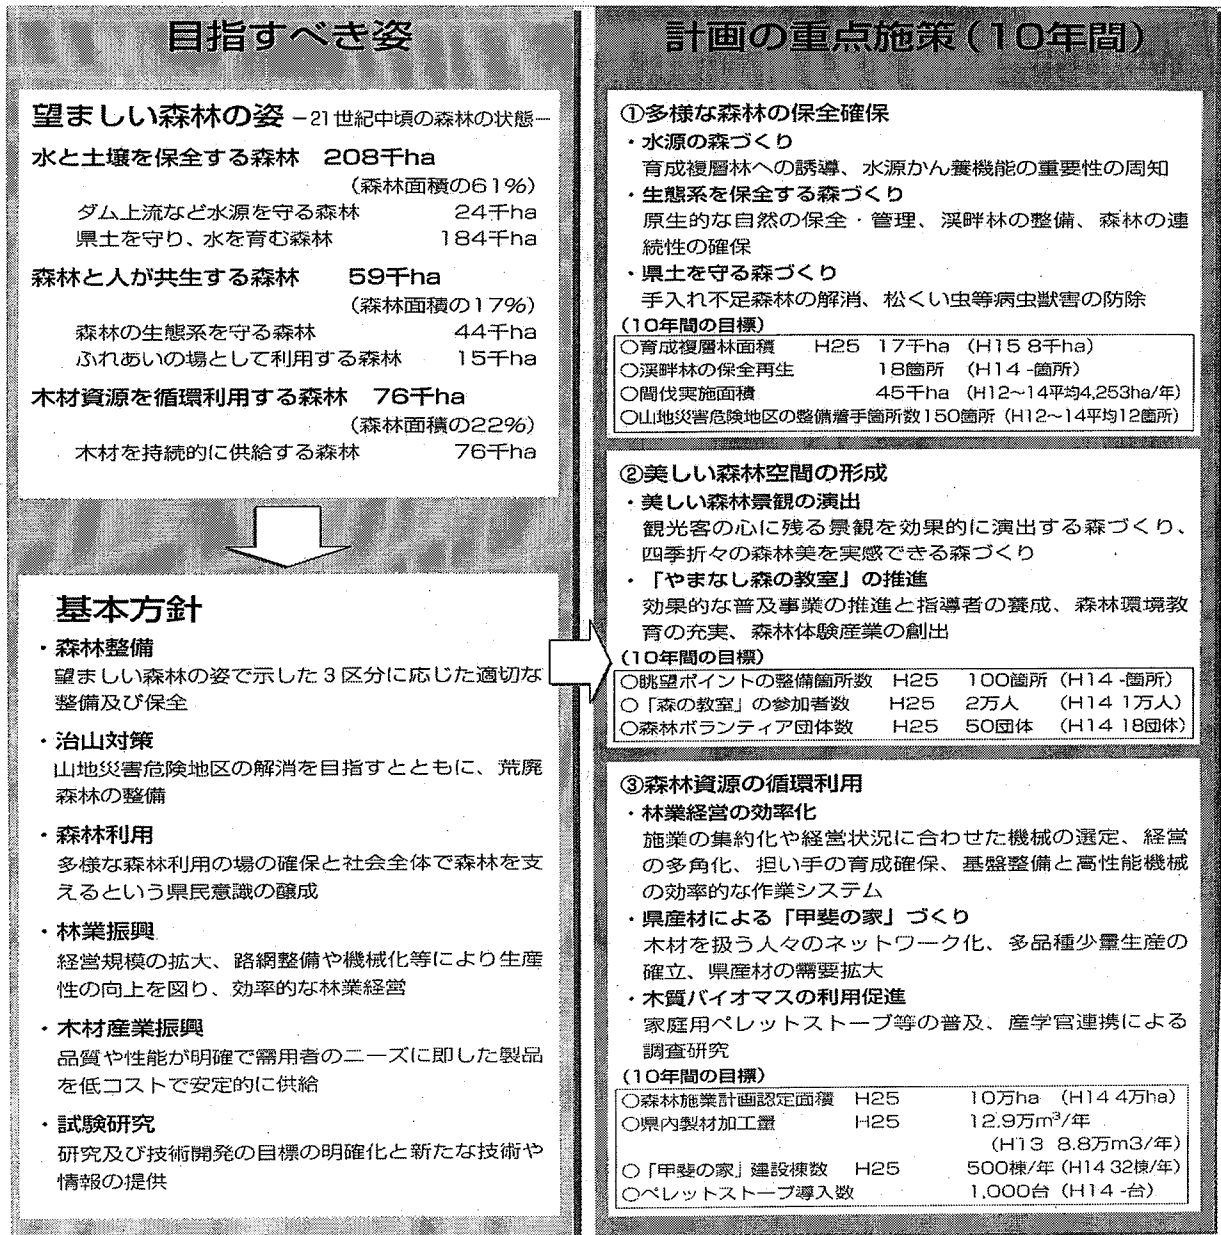 目指すべき姿
望ましい森林の姿 －21世紀中頃の森林の状態－
水と土壌を保全する森林 208千ha
(森林面積の61%)
ダム上流など水源を守る森林 24千ha
県土を守り、水を育む森林 184千ha
森林と人が共生する森林 59千ha
(森林面積の17%)
森林の生態系を守る森林 44千ha
ふれあいの場として利用する森林 15千ha
木材資源を循環利用する森林 76千ha
(森林面積の22%)
木材を持続的に供給する森林 76千ha
基本方針
・森林整備
望ましい森林の姿で示した3区分に応じた適切な
整備及び保全
・治山対策
山地災害危険地区の解消を目指すとともに、荒廃
森林の整備
・森林利用
多様な森林利用の場の確保と社会全体で森林を支
えるという県民意識の醸成
・林業振興
経営規模の拡大、路網整備や機械化等により生産
性の向上を図り、効率的な林業経営
・木材産業振興
品質や性能が明確で需用者のニーズに即した製品
を低コストで安定的に供給
・試験研究
研究及び技術開発の目標の明確化と新たな技術や
情報の提供
計画の重点施策(10年間)
①多様な森林の保全確保
・水源の森づくり
育成複層林への誘導、水源かん養機能の重要性の周知
・生態系を保全する森づくり
原生的な自然の保全・管理、渓畔林の整備、森林の連
続性の確保
・県土を守る森づくり
手入れ不足森林の解消、松くい虫等病虫獣害の防除
(10年間の目標)
○育成複層林面積 H25 17千ha (H15 8千ha)
○渓畔林の保全再生 18箇所 (H14 -箇所)
○間伐実施面積 45千ha (H12～14平均4,253ha/年)
○山地災害危険地区の整備着手箇所数150箇所 (H12～14平均12箇所)
②美しい森林空間の形成
・美しい森林景観の演出
観光客の心に残る景観を効果的に演出する森づくり、
四季折々の森林美を実感できる森づくり
・「やまなし森の教室」の推進
効果的な普及事業の推進と指導者の養成、森林環境教
育の充実、森林体験産業の創出
(10年間の目標)
○眺望ポイントの整備箇所数 H25 100箇所 (H14 -箇所)
○「森の教室」の参加者数 H25 2万人 (H14 1万人)
○森林ボランティア団体数 H25 50団体 (H14 18団体)
③森林資源の循環利用
・林業経営の効率化
施業の集約化や経営状況に合わせた機械の選定、経営
の多角化、担い手の育成確保、基盤整備と高性能機械
の効率的な作業システム
・県産材による「甲斐の家」づくり
木材を扱う人々のネットワーク化、多品種少量生産の
確立、県産材の需要拡大
・木質バイオマスの利用促進
家庭用ペレットストーブ等の普及、産学官連携による
調査研究
(10年間の目標)
○森林施業計画認定面積 H25 10万ha (H14 4万ha)
○県内製材加工量 H25 12.9万m³/年
(H13 8.8万m3/年)
○「甲斐の家」建設棟数 H25 500棟/年 (H14 32棟/年)
○ペレットストーブ導入数 1,000台 (H14 -台)